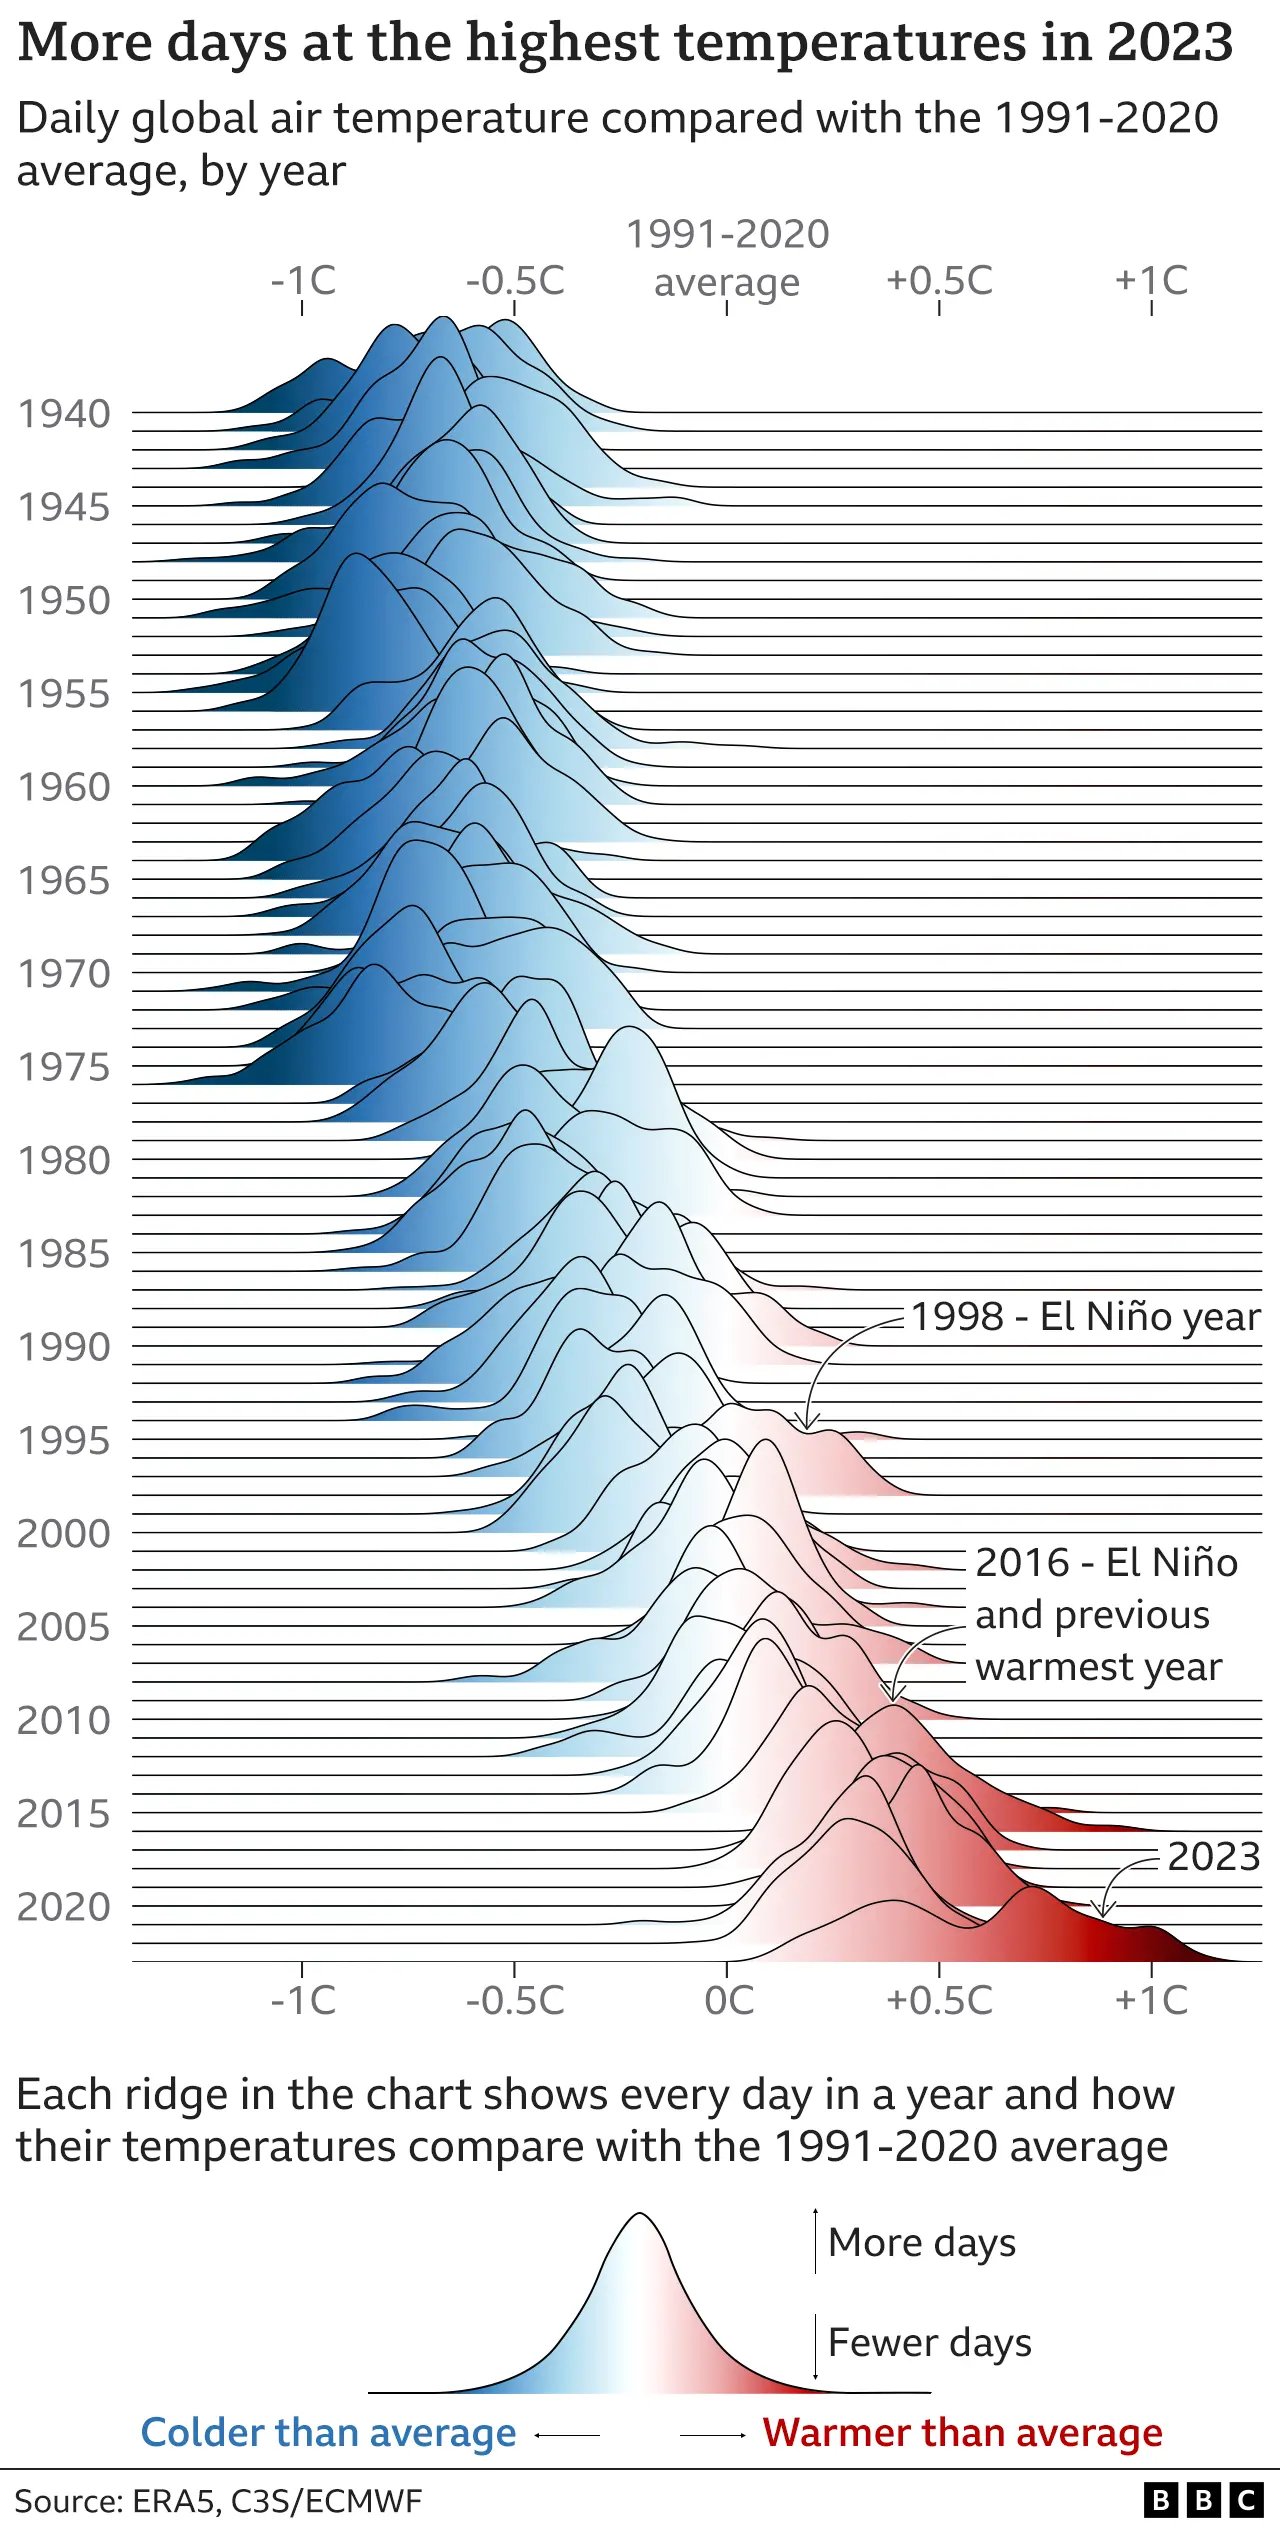 More days at the highest temperatures in 2023
Daily global air temperature compared with the 1991-2020
average, by year
1991-2020
average
-1C
-0.5C
+0.5C
+1C
1940
1945
1950
1955
1960
1965
1970
1975
1980
1985
1998 - El Niño year
1990
1995
2000
2016 - El Niño
and previous
warmest year
2005
2010
2015
2023
2020
-1C
-0.5C
0C
+0.5C
+1C
Each ridge in the chart shows every day in a year and how
their temperatures compare with the 1991-2020 average
More days
Fewer days
Colder than average
Warmer than average
Source: ERA5, C3S/ECMWF
BBC